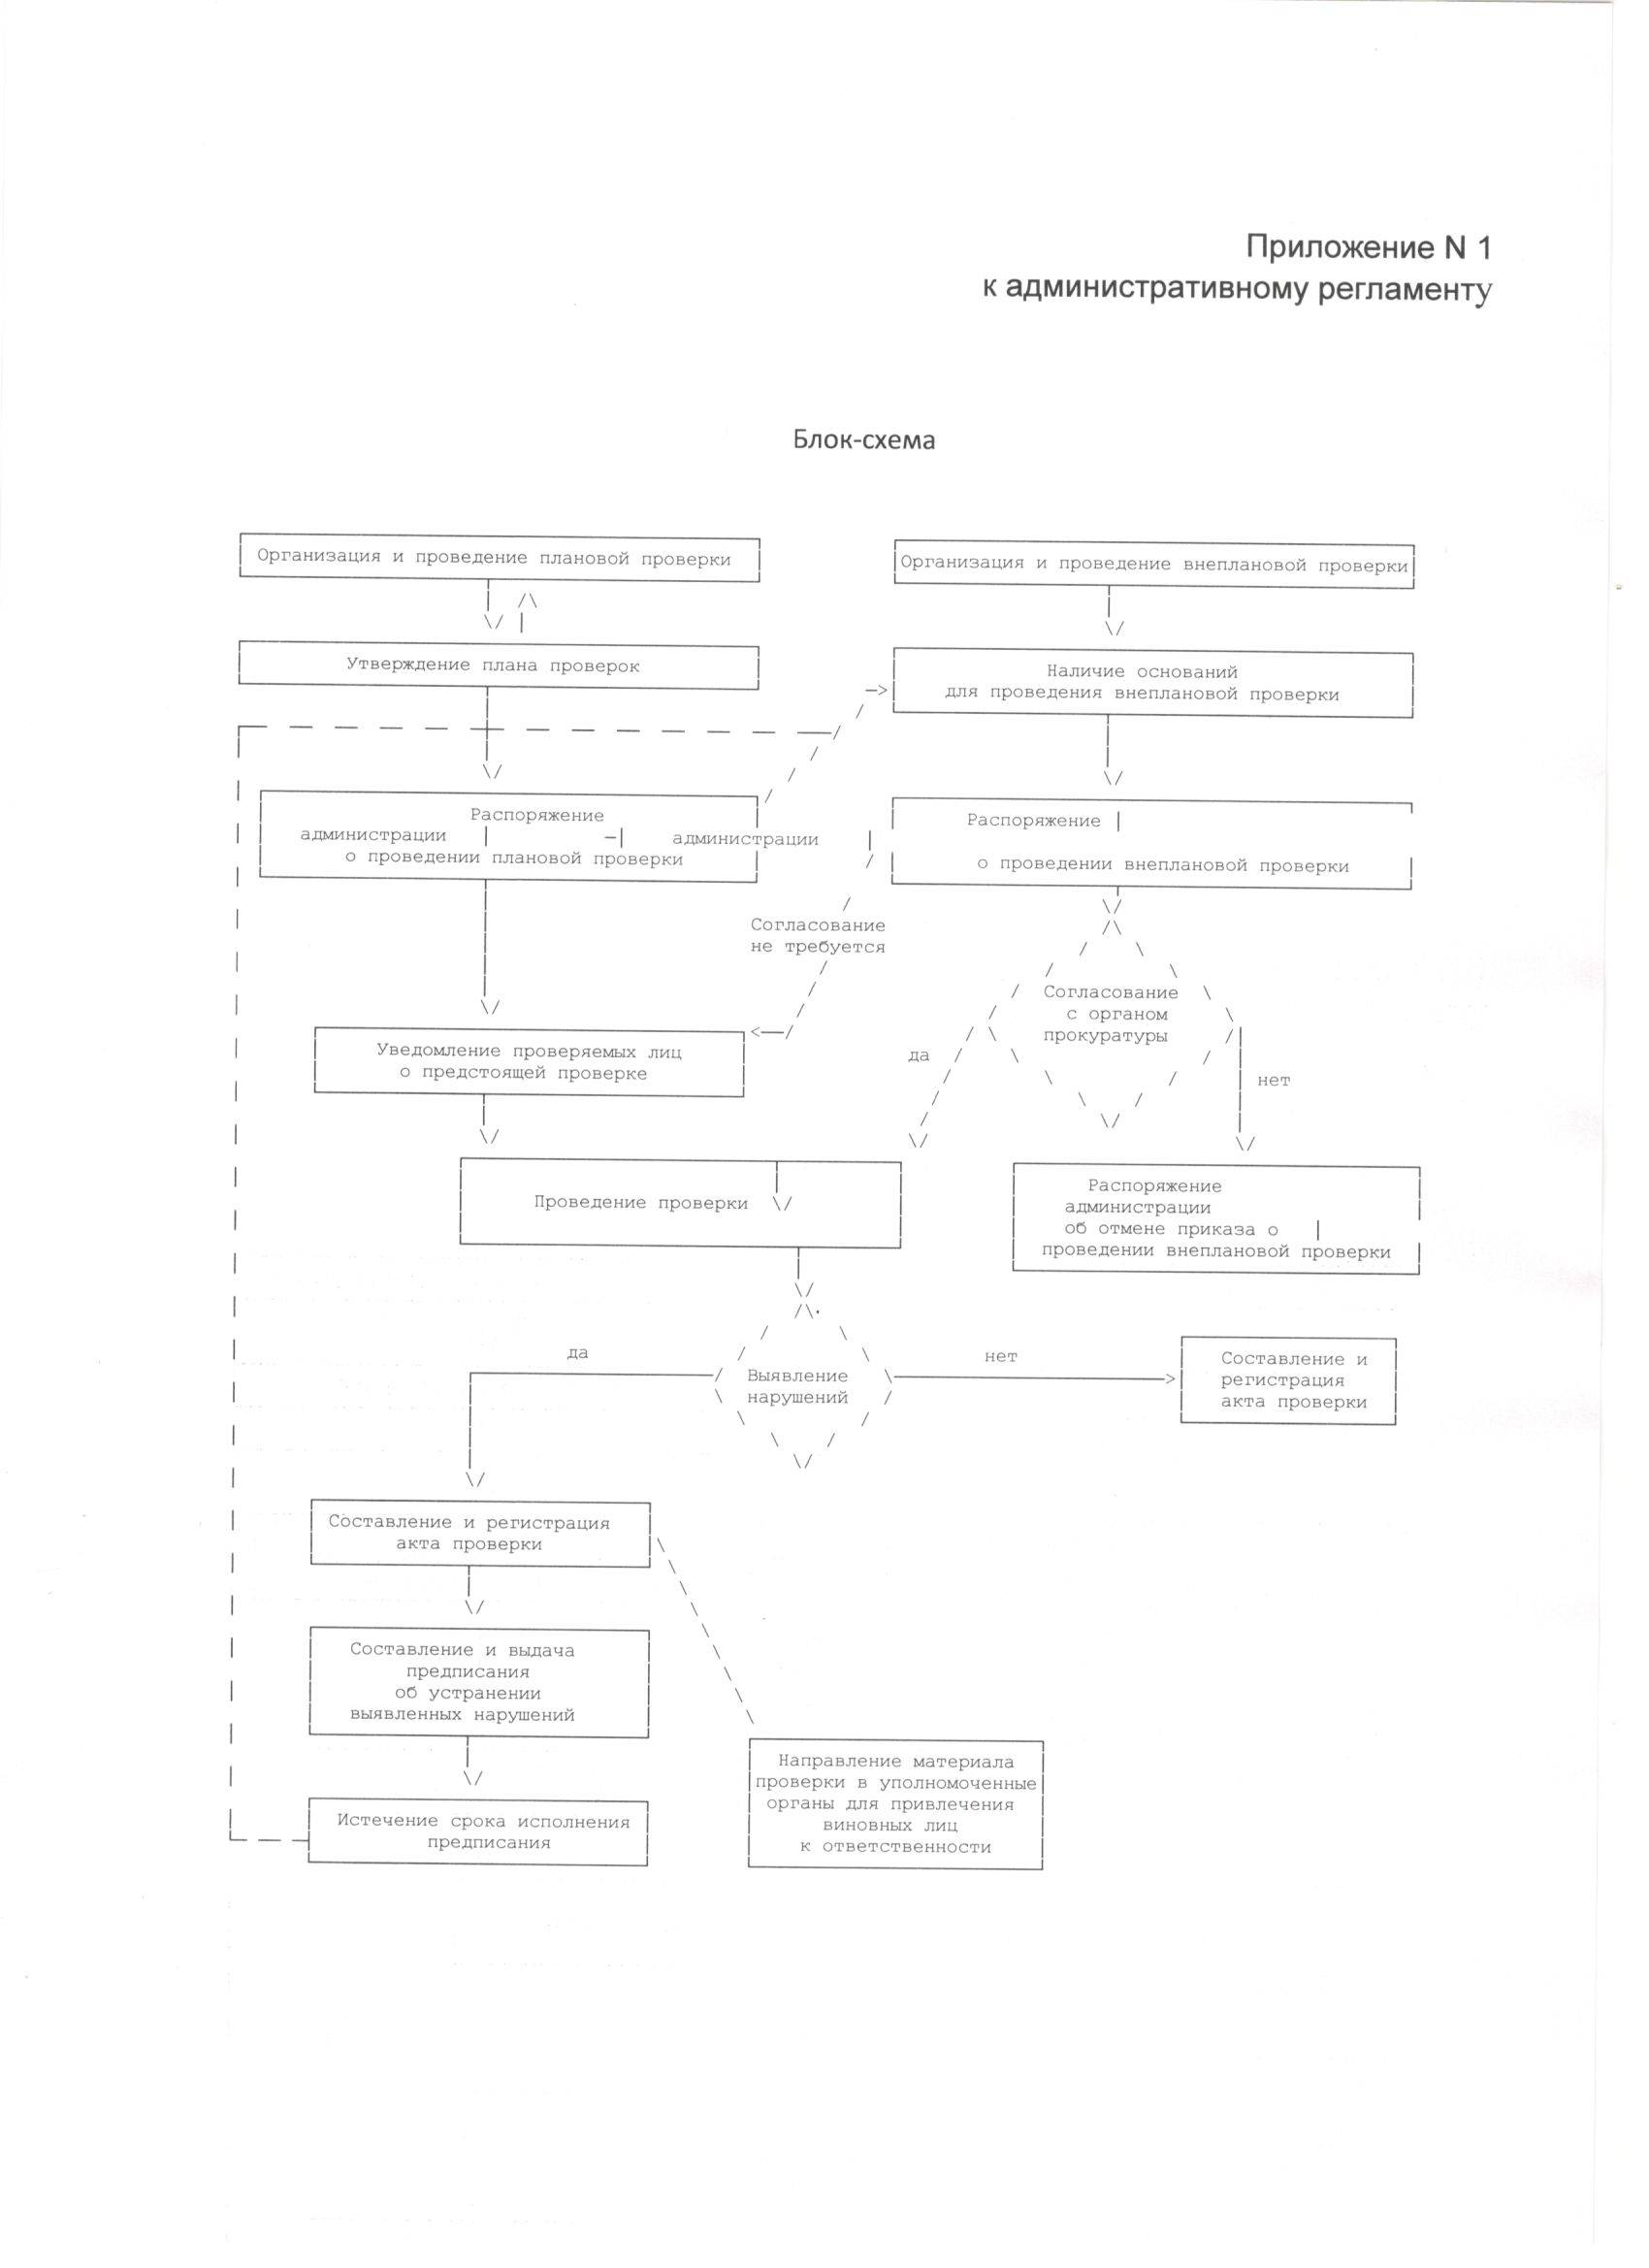 Приложение N 1
к административному регламенту
Блок-схема
Организация и проведение плановой проверки
Организация и проведение внеплановой проверки
Утверждение плана проверок
Наличие оснований
для проведения внеплановой проверки
Распоряжение
администрации
о проведении плановой проверки
администрации
Распоряжение
о проведении внеплановой проверки
Согласование
не требуется
Согласование
с органом
прокуратуры
да
нет
Уведомление проверяемых лиц
о предстоящей проверке
Проведение проверки
Распоряжение
администрации
об отмене приказа о
проведении внеплановой проверки
да
Выявление
нарушений
нет
Составление и
регистрация
акта проверки
Составление и регистрация
акта проверки
Составление и выдача
предписания
об устранении
выявленных нарушений
Направление материала
проверки в уполномоченные
органы для привлечения
виновных лиц
к ответственности
Истечение срока исполнения
предписания